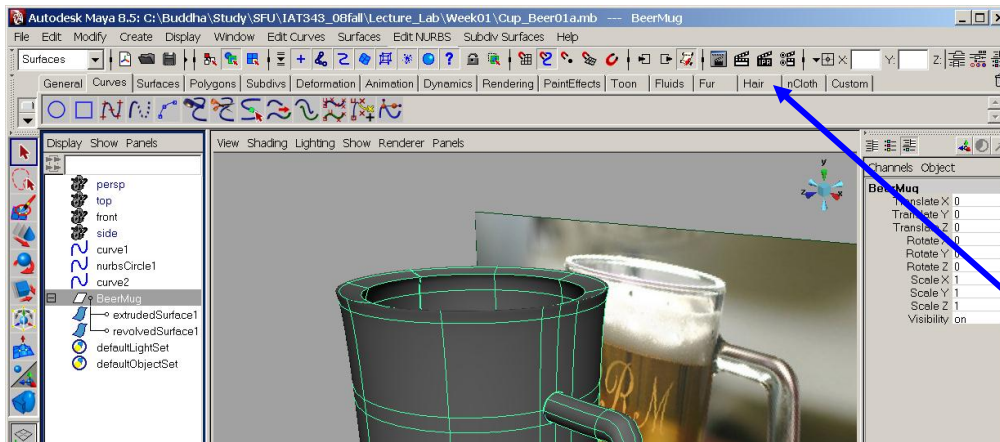 Autodesk Maya 8.5: C:\Buddha\Study\SFU\IAT343_08fall\Lecture_Lab\Week01\Cup_Beer01a.mb --- BeerMug
File Edit Modify Create Display Window Edit Curves Surfaces Edit NURBS Subdiv Surfaces Help
Surfaces X: Y: Z:
General Curves Surfaces Polygons Subdivs Deformation Animation Dynamics Rendering PaintEffects Toon Fluids Fur Hair nCloth Custom
Display Show Panels
View Shading Lighting Show Renderer Panels
persp
top
front
side
curve1
nurbsCircle1
curve2
BeerMug
extrudedSurface1
revolvedSurface1
defaultLightSet
defaultObjectSet
y
z
R.M
Channels Object
BeerMug
Translate X 0
Translate Y 0
Translate Z 0
Rotate X 0
Rotate Y 0
Rotate Z 0
Scale X 1
Scale Y 1
Scale Z 1
Visibility on